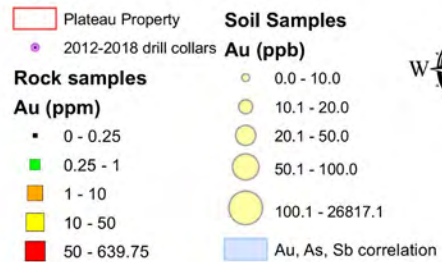 Plateau Property
2012-2018 drill collars
Rock samples
Au (ppm)
0 - 0.25
0.25 - 1
1 - 10
10 - 50
50 - 639.75
Soil Samples
Au (ppb)
0.0 - 10.0
10.1 - 20.0
20.1 - 50.0
50.1 - 100.0
100.1 - 26817.1
Au, As, Sb correlation
W